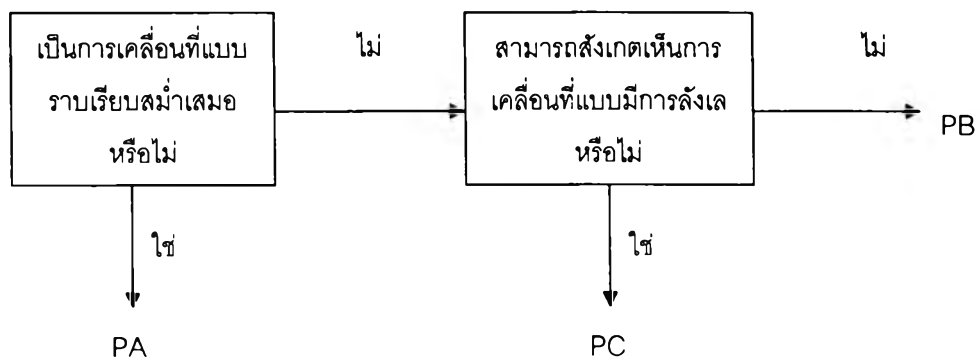 เป็นการเคลื่อนที่แบบ
ราบเรียบสม่ำเสมอ
หรือไม่
ไม่
สามารถสังเกตเห็นการ
เคลื่อนที่แบบมีการลังเล
หรือไม่
ไม่
PB
ใช่
ใช่
PA
PC